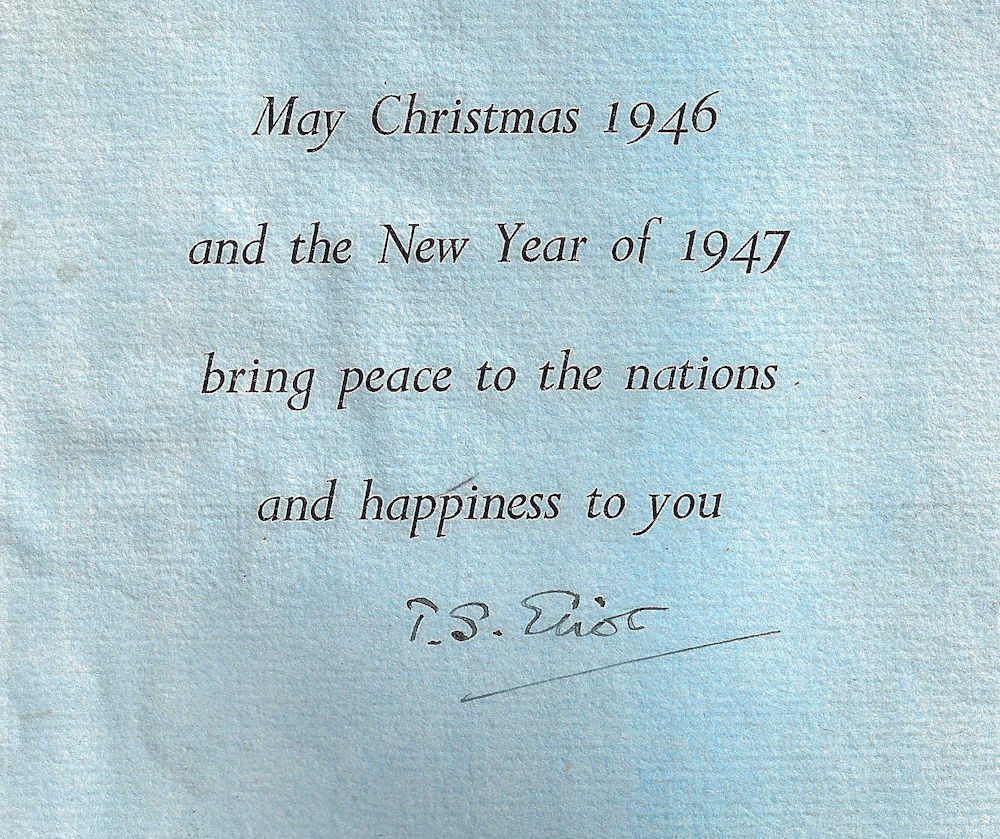 May Christmas 1946
and the New Year of 1947
bring peace to the nations
and happiness to you
T. S. Eliot